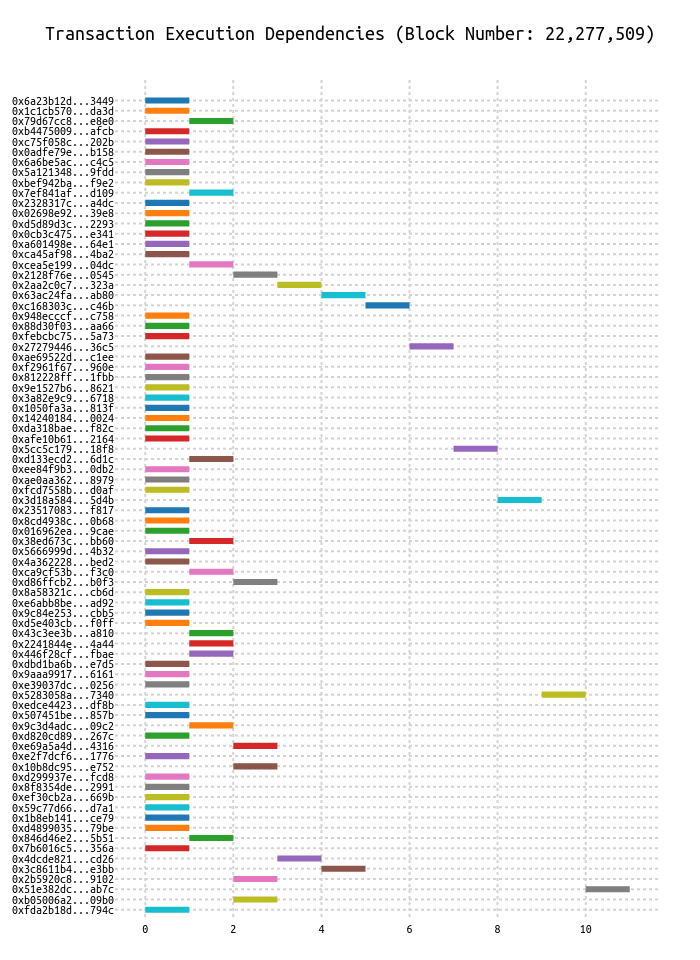 Transaction Execution Dependencies (Block Number: 22,277,509)
0x6a23b12d...3449
0x1c1cb570...da3d
0x79d67cc8...e8e0
0xb4475009...afcb
0xc75f058c...202b
0x0adfe79e...b158
0x6a6be5ac...c4c5
0x5a121348...9fdd
0xbef942ba...f9e2
0x7ef841af...d109
0x2328317c...a4dc
0x02698e92...39e8
0xd5d89d3c...2293
0x0cb3c475...e341
0xa601498e...64e1
0xca45af98...4ba2
0xcea5e199...04dc
0x2128f76e...0545
0x2aa2c0c7...323a
0x63ac24fa...ab80
0xc168303c...c46b
0x948ecccf...c758
0x88d30f03...aa66
0xfebcbc75...5a73
0x27279446...36c5
0xae69522d...c1ee
0xf2961f67...960e
0x812228ff...1fbb
0x9e1527b6...8621
0x3a82e9c9...6718
0x1050fa3a...813f
0x14240184...0024
0xda318bae...f82c
0xafe10b61...2164
0x5cc5c179...18f8
0xd133ecd2...6d1c
0xee84f9b3...0db2
0xae0aa362...8979
0xfcd7558b...d0af
0x3d18a584...5d4b
0x23517083...f817
0x8cd4938c...0b68
0x016962ea...9cae
0x38ed673c...bb60
0x5666999d...4b32
0x4a362228...bed2
0xca9cf53b...f3c0
0xd86ffcb2...b0f3
0x8a58321c...cb6d
0xe6abb8be...ad92
0x9c84e253...cbb5
0xd5e403cb...f0ff
0x43c3ee3b...a810
0x2241844e...4a44
0x446f28cf...fbae
0xdbd1ba6b...e7d5
0x9aaa9917...6161
0xe39037dc...0256
0x5283058a...7340
0xedce4423...df8b
0x507451be...857b
0x9c3d4adc...09c2
0xd820cd89...267c
0xe69a5a4d...4316
0xe2f7dcf6...1776
0x10b8dc95...e752
0xd299937e...fcd8
0x8f8354de...2991
0xef30cb2a...669b
0x59c77d66...d7a1
0x1b8eb141...ce79
0xd4899035...79be
0x846d46e2...5b51
0x7b6016c5...356a
0x4dcde821...cd26
0x3c8611b4...e3bb
0x2b5920c8...9102
0x51e382dc...ab7c
0xb05006a2...09b0
0xfda2b18d...794c
0 2 4 6 8 10